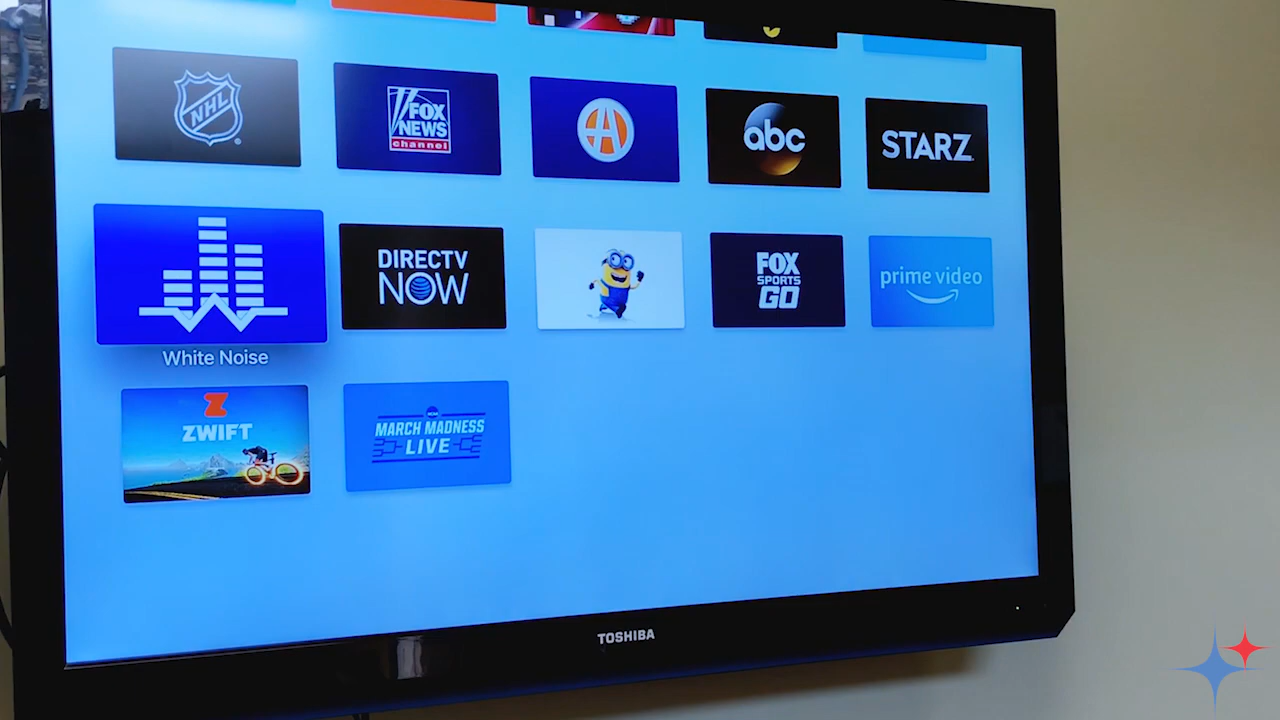 NHL
FOX
NEWS
channel
A
abc
STARZ
White Noise
DIRECTV
NOW
FOX
SPORTS
GO
prime video
Z
ZWIFT
MARCH MADNESS
LIVE
TOSHIBA